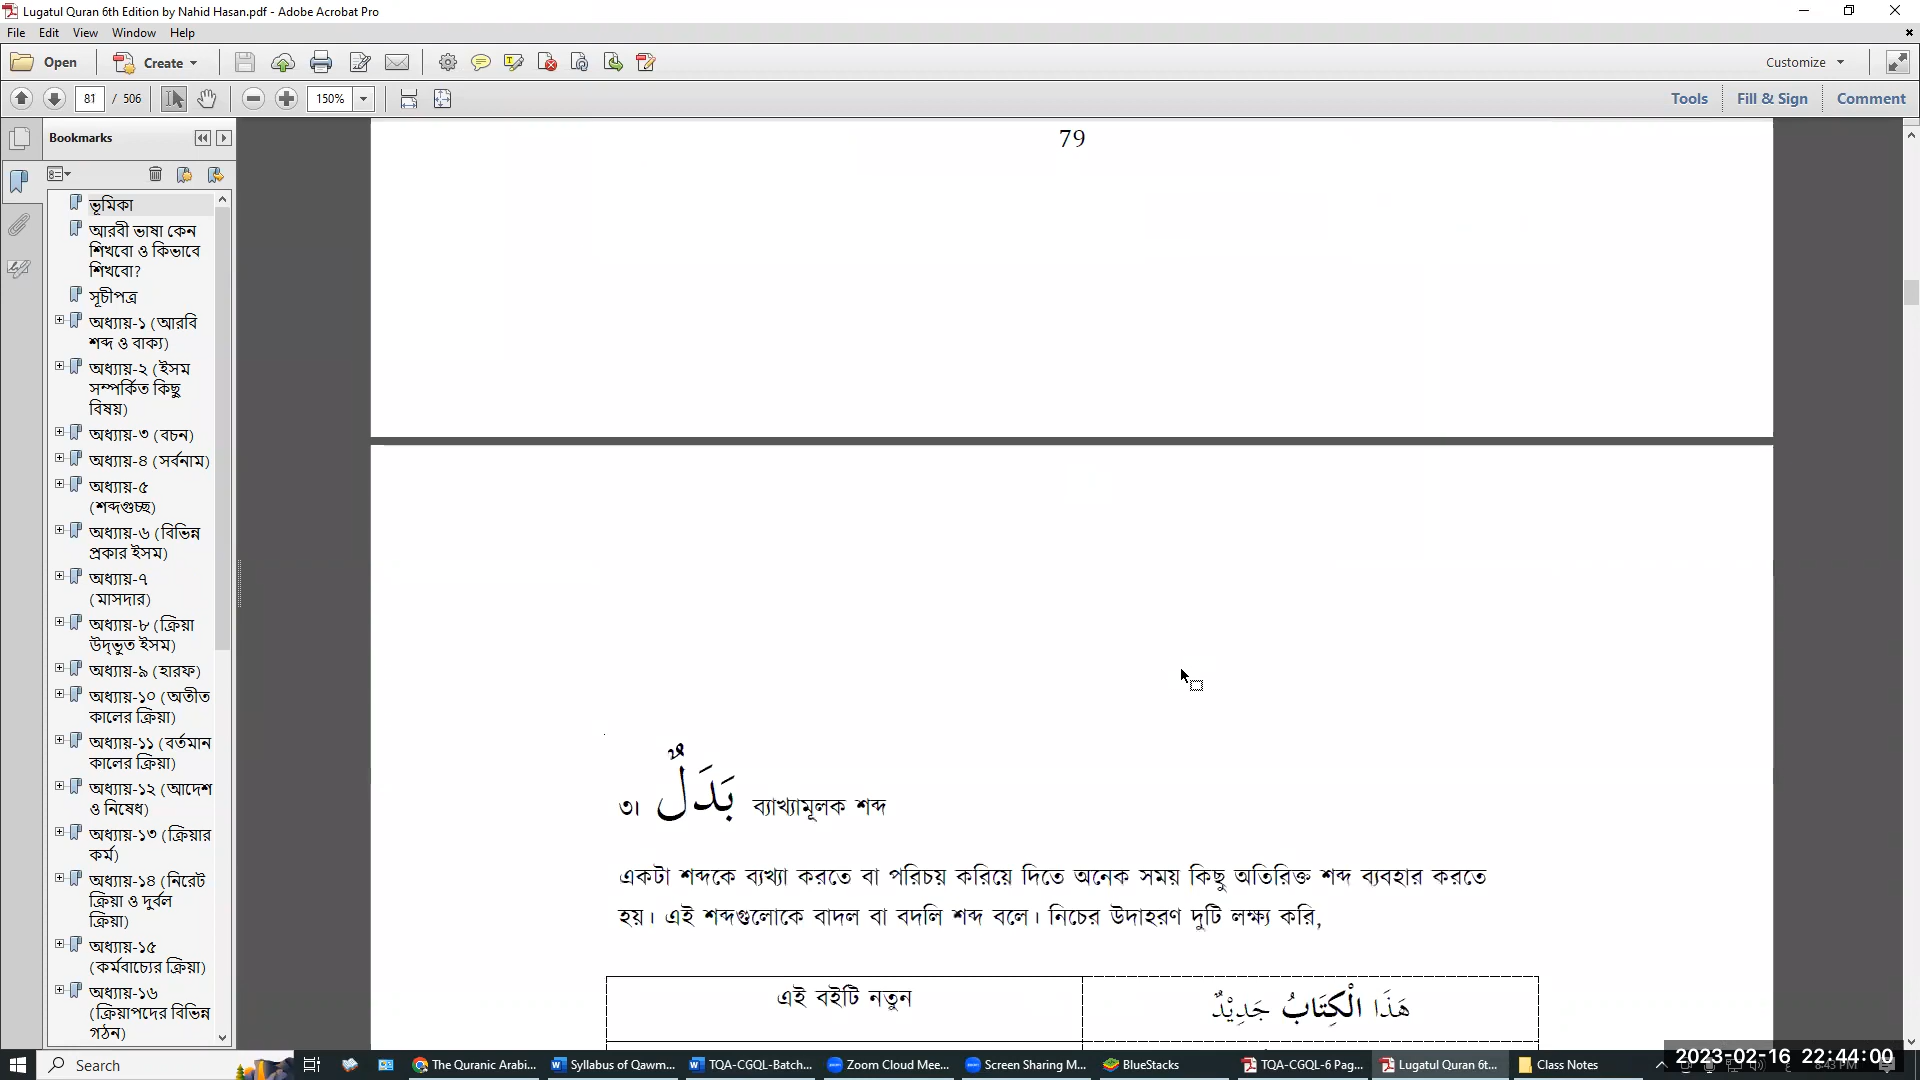 Lugatul Quran 6th Edition by Nahid Hasan.pdf - Adobe Acrobat Pro
File Edit View Window Help
Open Create Customize
81 / 506 150% Tools Fill & Sign Comment
Bookmarks
ভূমিকা
আরবী ভাষা কেন
শিখবো ও কিভাবে
শিখবো?
সূচীপত্র
অধ্যায়-১ (আরবি
শব্দ ও বাক্য)
অধ্যায়-২ (ইসম
সম্পর্কিত কিছু
বিষয়)
অধ্যায়-৩ (বচন)
অধ্যায়-৪ (সর্বনাম)
অধ্যায়-৫
(শব্দগুচ্ছ)
অধ্যায়-৬ (বিভিন্ন
প্রকার ইসম)
অধ্যায়-৭
(মাসদার)
অধ্যায়-৮ (ক্রিয়া
উদ্ভুত ইসম)
অধ্যায়-৯ (হারফ)
অধ্যায়-১০ (অতীত
কালের ক্রিয়া)
অধ্যায়-১১ (বর্তমান
কালের ক্রিয়া)
অধ্যায়-১২ (আদেশ
ও নিষেধ)
অধ্যায়-১৩ (ক্রিয়ার
কর্ম)
অধ্যায়-১৪ (নিরেট
ক্রিয়া ও দুর্বল
ক্রিয়া)
অধ্যায়-১৫
(কর্মবাচ্যের ক্রিয়া)
অধ্যায়-১৬
(ক্রিয়াপদের বিভিন্ন
গঠন)
79
৩। بَدَلٌ ব্যাখ্যামূলক শব্দ
একটা শব্দকে ব্যখ্যা করতে বা পরিচয় করিয়ে দিতে অনেক সময় কিছু অতিরিক্ত শব্দ ব্যবহার করতে
হয়। এই শব্দগুলোকে বাদল বা বদলি শব্দ বলে। নিচের উদাহরণ দুটি লক্ষ্য করি,
এই বইটি নতুন هَذَا الْكِتَابُ جَدِيْدٌ
Search The Quranic Arabi... Syllabus of Qawm... TQA-CGQL-Batch... Zoom Cloud Mee... Screen Sharing M... BlueStacks TQA-CGQL-6 Pag... Lugatul Quran 6t... Class Notes
2023-02-16 22:44:00